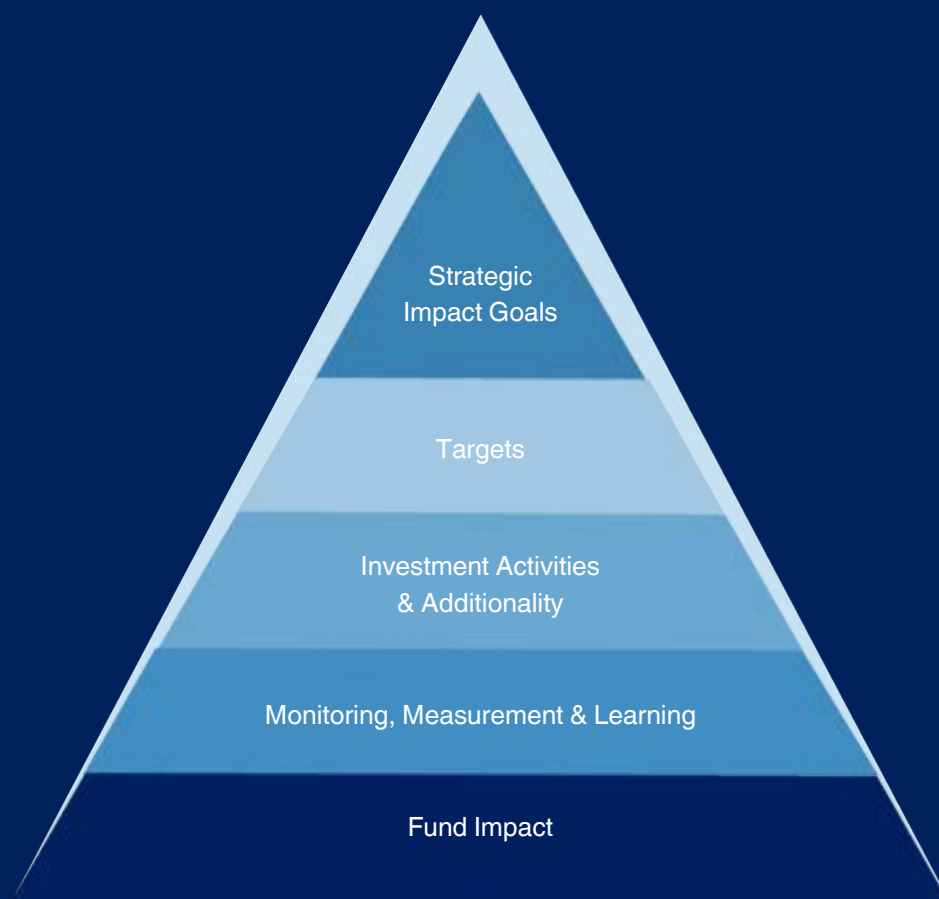 Strategic
Impact Goals
Targets
Investment Activities
& Additionality
Monitoring, Measurement & Learning
Fund Impact